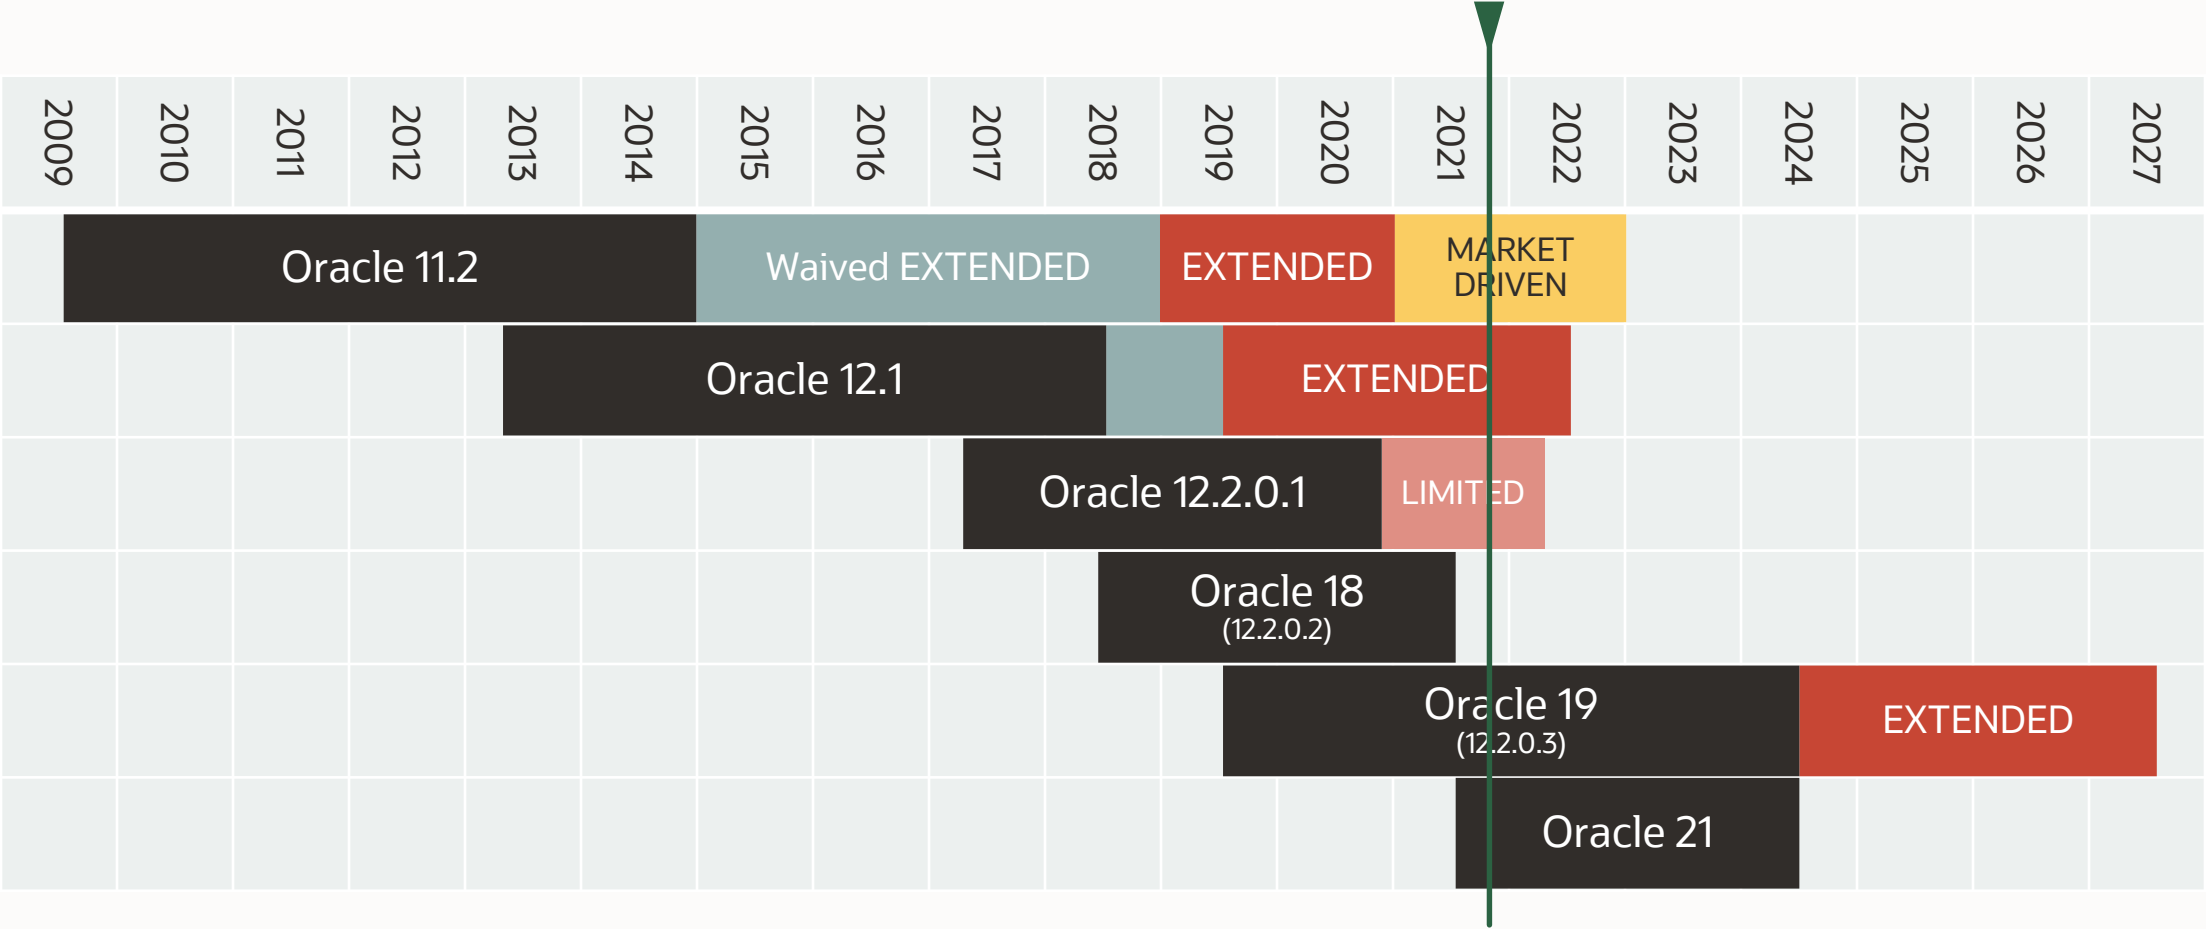 2009
2010
2011
2012
2013
2014
2015
2016
2017
2018
2019
2020
2021
2022
2023
2024
2025
2026
2027
Oracle 11.2
Waived EXTENDED
EXTENDED
MARKET
DRIVEN
Oracle 12.1
EXTENDED
Oracle 12.2.0.1
LIMITED
Oracle 18
(12.2.0.2)
Oracle 19
(12.2.0.3)
EXTENDED
Oracle 21